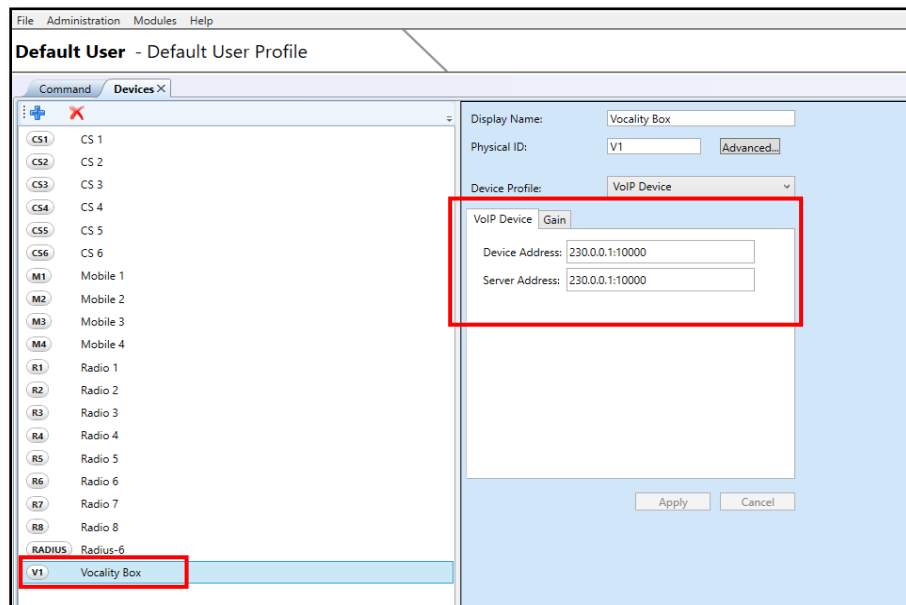 File Administration Modules Help
Default User - Default User Profile
Command Devices X
CS1 CS 1
CS2 CS 2
CS3 CS 3
CS4 CS 4
CS5 CS 5
CS6 CS 6
M1 Mobile 1
M2 Mobile 2
M3 Mobile 3
M4 Mobile 4
R1 Radio 1
R2 Radio 2
R3 Radio 3
R4 Radio 4
R5 Radio 5
R6 Radio 6
R7 Radio 7
R8 Radio 8
RADIUS Radius-6
V1 Vocality Box
Display Name: Vocality Box
Physical ID: V1 Advanced...
Device Profile: VoIP Device
VoIP Device Gain
Device Address: 230.0.0.1:10000
Server Address: 230.0.0.1:10000
Apply Cancel